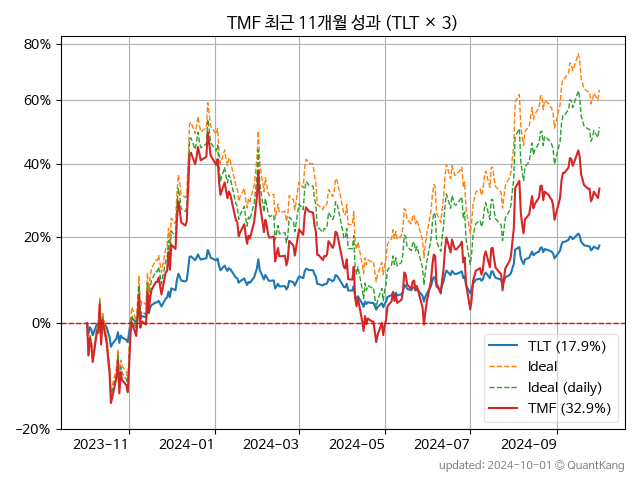 TMF 최근 11개월 성과 (TLT × 3)
80%
60%
40%
20%
0%
−20%
2023-11
2024-01
2024-03
2024-05
2024-07
2024-09
TLT (17.9%)
Ideal
Ideal (daily)
TMF (32.9%)
updated: 2024-10-01 © QuantKang